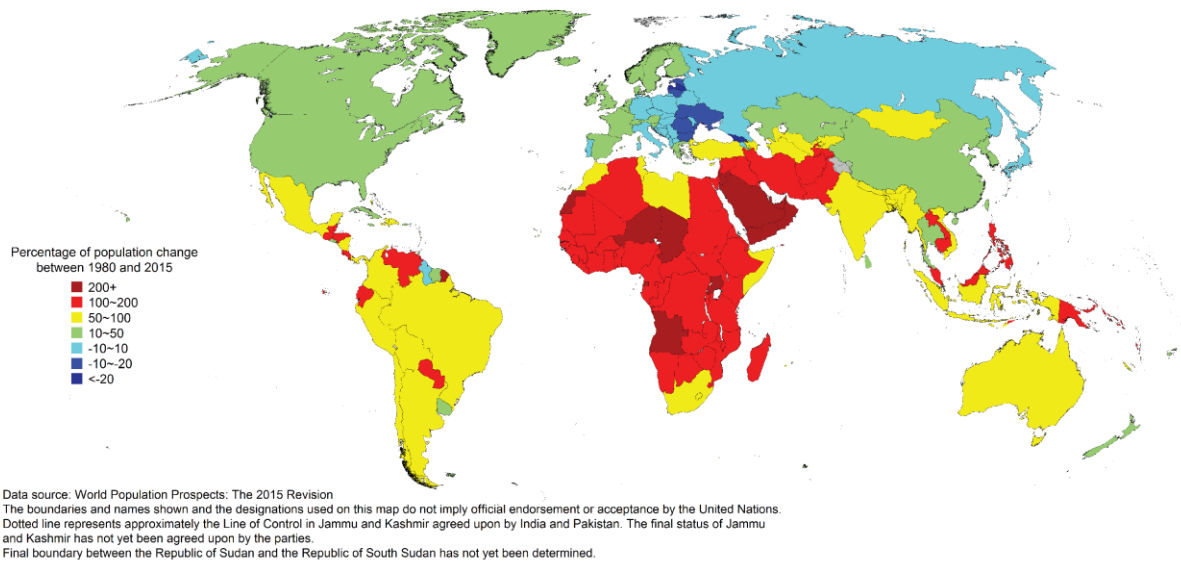 Percentage of population change
between 1980 and 2015
200+
100~200
50~100
10~50
-10~10
-10~-20
<-20
Data source: World Population Prospects: The 2015 Revision
The boundaries and names shown and the designations used on this map do not imply official endorsement or acceptance by the United Nations.
Dotted line represents approximately the Line of Control in Jammu and Kashmir agreed upon by India and Pakistan. The final status of Jammu
and Kashmir has not yet been agreed upon by the parties.
Final boundary between the Republic of Sudan and the Republic of South Sudan has not yet been determined.